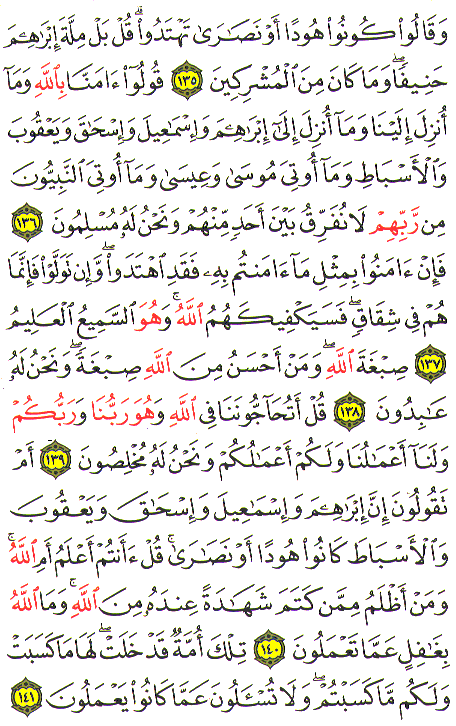 وَقَالُوا۟ كُونُوا۟ هُودًا أَوْ نَصَـٰرَىٰ تَهْتَدُوا۟ ۗ قُلْ بَلْ مِلَّةَ إِبْرَٰهِـۧمَ
حَنِيفًا ۖ وَمَا كَانَ مِنَ ٱلْمُشْرِكِينَ ١٣٥ قُولُوٓا۟ ءَامَنَّا بِٱللَّهِ وَمَآ
أُنزِلَ إِلَيْنَا وَمَآ أُنزِلَ إِلَىٰٓ إِبْرَٰهِـۧمَ وَإِسْمَـٰعِيلَ وَإِسْحَـٰقَ وَيَعْقُوبَ
وَٱلْأَسْبَاطِ وَمَآ أُوتِىَ مُوسَىٰ وَعِيسَىٰ وَمَآ أُوتِىَ ٱلنَّبِيُّونَ
مِن رَّبِّهِمْ لَا نُفَرِّقُ بَيْنَ أَحَدٍ مِّنْهُمْ وَنَحْنُ لَهُۥ مُسْلِمُونَ ١٣٦
فَإِنْ ءَامَنُوا۟ بِمِثْلِ مَآ ءَامَنتُم بِهِۦ فَقَدِ ٱهْتَدَوا۟ ۖ وَّإِن تَوَلَّوْا۟ فَإِنَّمَا
هُمْ فِى شِقَاقٍ ۖ فَسَيَكْفِيكَهُمُ ٱللَّهُ ۚ وَهُوَ ٱلسَّمِيعُ ٱلْعَلِيمُ
١٣٧ صِبْغَةَ ٱللَّهِ ۖ وَمَنْ أَحْسَنُ مِنَ ٱللَّهِ صِبْغَةً ۖ وَنَحْنُ لَهُۥ
عَـٰبِدُونَ ١٣٨ قُلْ أَتُحَآجُّونَنَا فِى ٱللَّهِ وَهُوَ رَبُّنَا وَرَبُّكُمْ
وَلَنَآ أَعْمَـٰلُنَا وَلَكُمْ أَعْمَـٰلُكُمْ وَنَحْنُ لَهُۥ مُخْلِصُونَ ١٣٩ أَمْ
تَقُولُونَ إِنَّ إِبْرَٰهِـۧمَ وَإِسْمَـٰعِيلَ وَإِسْحَـٰقَ وَيَعْقُوبَ
وَٱلْأَسْبَاطَ كَانُوا۟ هُودًا أَوْ نَصَـٰرَىٰ ۗ قُلْ ءَأَنتُمْ أَعْلَمُ أَمِ ٱللَّهُ ۗ
وَمَنْ أَظْلَمُ مِمَّن كَتَمَ شَهَـٰدَةً عِندَهُۥ مِنَ ٱللَّهِ ۗ وَمَا ٱللَّهُ
بِغَـٰفِلٍ عَمَّا تَعْمَلُونَ ١٤٠ تِلْكَ أُمَّةٌ قَدْ خَلَتْ ۖ لَهَا مَا كَسَبَتْ
وَلَكُم مَّا كَسَبْتُمْ ۖ وَلَا تُسْـَٔلُونَ عَمَّا كَانُوا۟ يَعْمَلُونَ ١٤١